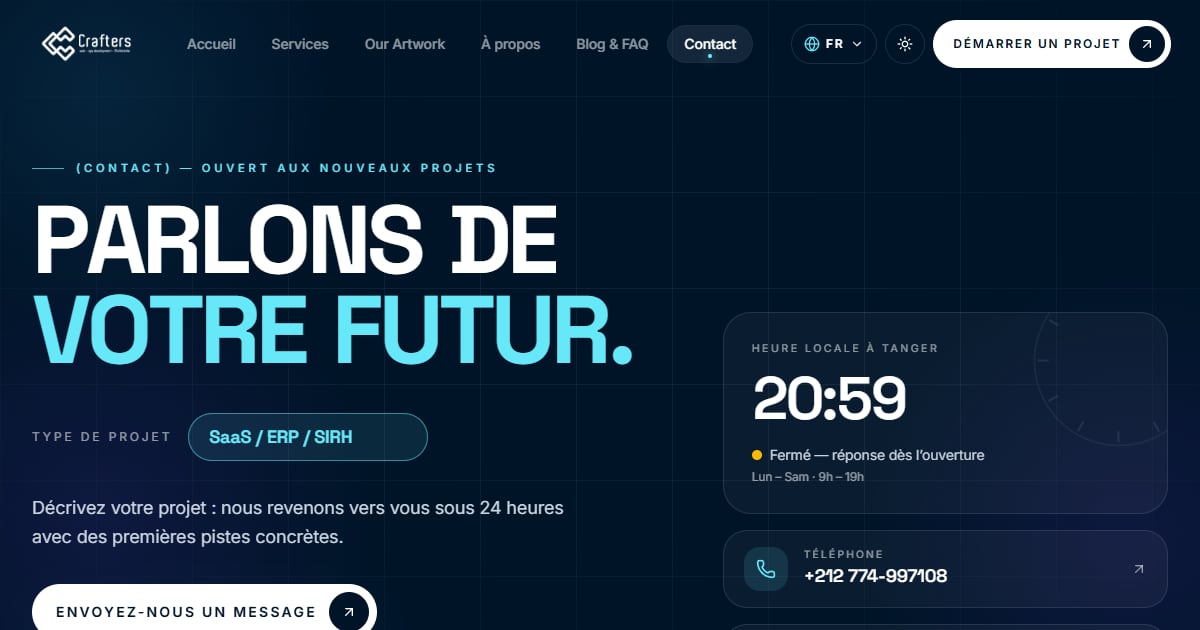 Crafters
Accueil
Services
Our Artwork
À propos
Blog & FAQ
Contact
FR
DÉMARRER UN PROJET
(CONTACT) — OUVERT AUX NOUVEAUX PROJETS
PARLONS DE
VOTRE FUTUR.
TYPE DE PROJET
SaaS / ERP / SIRH
Décrivez votre projet : nous revenons vers vous sous 24 heures
avec des premières pistes concrètes.
ENVOYEZ-NOUS UN MESSAGE
HEURE LOCALE À TANGER
20:59
Fermé — réponse dès l’ouverture
Lun – Sam · 9h – 19h
TÉLÉPHONE
+212 774-997108